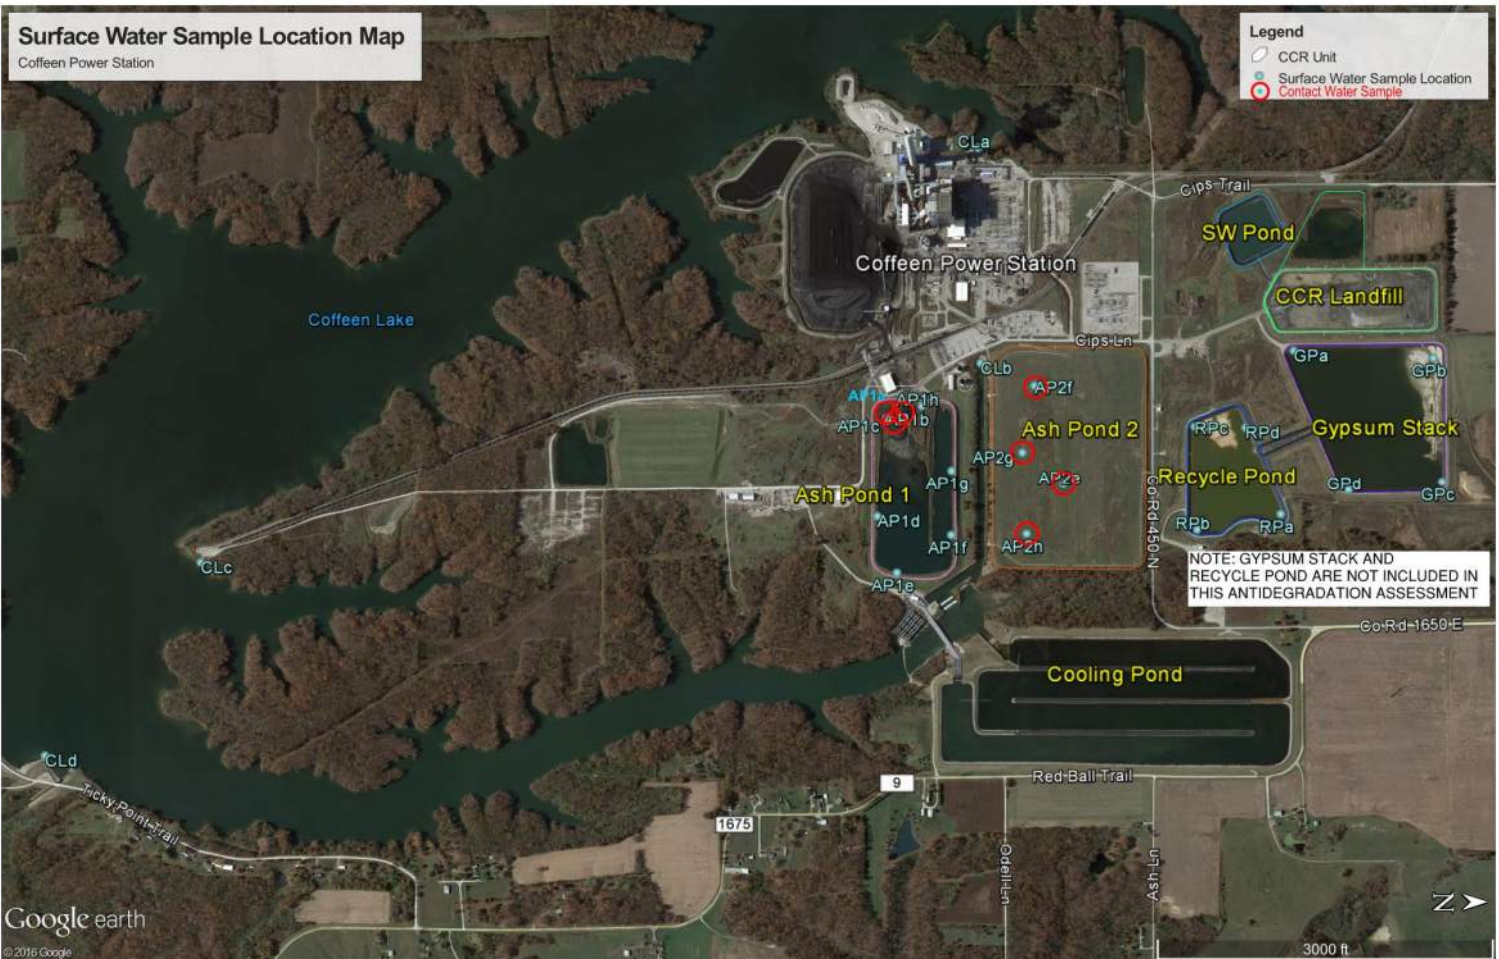 Surface Water Sample Location Map
Coffeen Power Station
Legend
CCR Unit
Surface Water Sample Location
Contact Water Sample
CLa
Cips Trail
SW Pond
Coffeen Power Station
CCR Landfill
Coffeen Lake
Cips Ln
GPa
CLb
GPb
AP2f
AP1h
AP1c
AP1b
Ash Pond 2
RPc
RPd
Gypsum Stack
AP2g
AP2e
Recycle Pond
AP1g
GPd
GPc
Ash Pond 1
Co Rd 450 N
AP1d
RPb
RPa
AP1f
AP2h
CLc
NOTE: GYPSUM STACK AND
RECYCLE POND ARE NOT INCLUDED IN
THIS ANTIDEGRADATION ASSESSMENT
AP1e
Co Rd 1650 E
Cooling Pond
CLd
Red Ball Trail
9
Ticky Point Trail
1675
Odell Ln
Ash Ln
Google earth
N
© 2016 Google
3000 ft